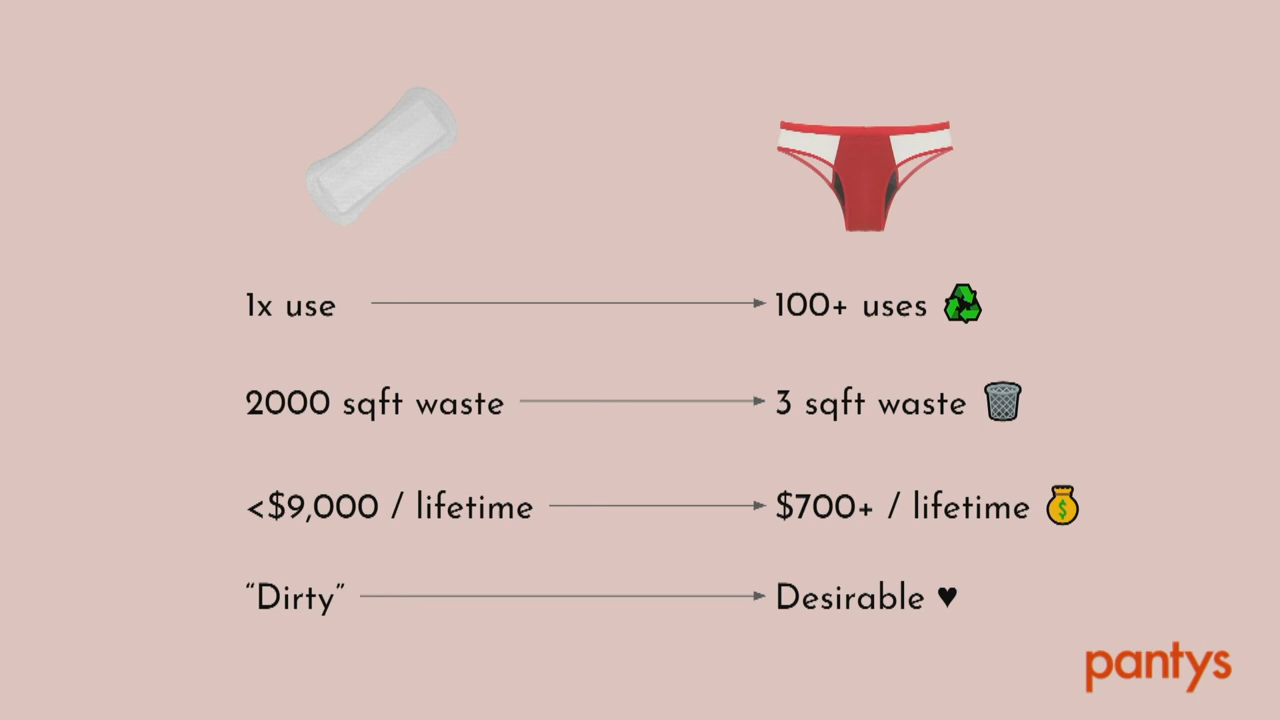 1x use
100+ uses
2000 sqft waste
3 sqft waste
<$9,000 / lifetime
$700+ / lifetime
“Dirty”
Desirable ♥
pantys